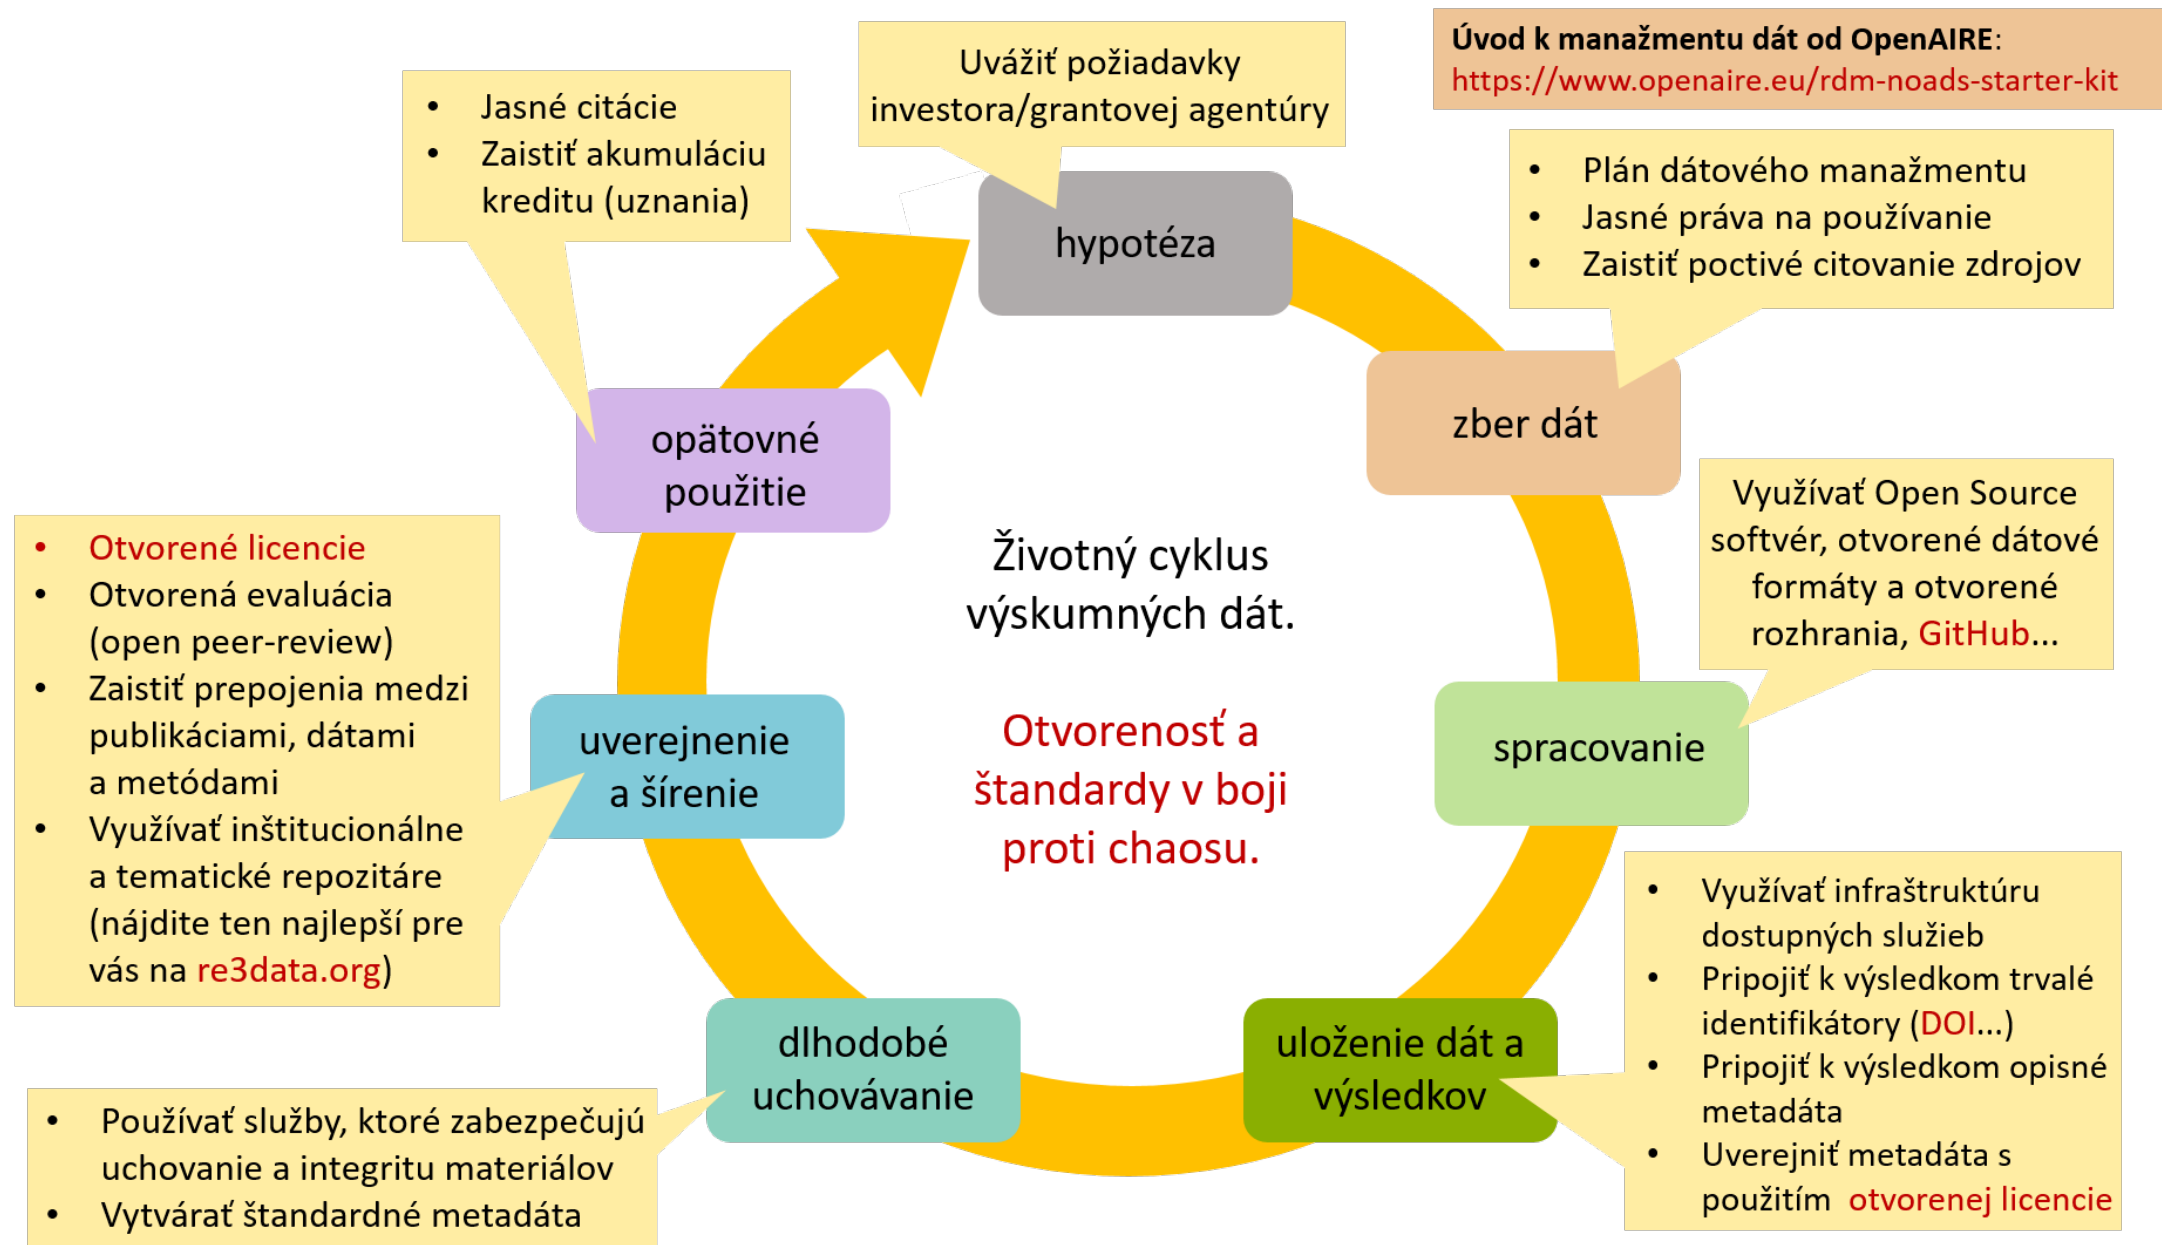 Úvod k manažmentu dát od OpenAIRE:
https://www.openaire.eu/rdm-noads-starter-kit
Uvážiť požiadavky
investora/grantovej agentúry
hypotéza
• Plán dátového manažmentu
• Jasné práva na používanie
• Zaistiť poctivé citovanie zdrojov
zber dát
Využívať Open Source
softvér, otvorené dátové
formáty a otvorené
rozhrania, GitHub...
spracovanie
• Využívať infraštruktúru
dostupných služieb
• Pripojiť k výsledkom trvalé
identifikátory (DOI...)
• Pripojiť k výsledkom opisné
metadáta
• Uverejniť metadáta s
použitím otvorenej licencie
uloženie dát a
výsledkov
dlhodobé
uchovávanie
• Používať služby, ktoré zabezpečujú
uchovanie a integritu materiálov
• Vytvárať štandardné metadáta
uverejnenie
a šírenie
• Otvorené licencie
• Otvorená evaluácia
(open peer-review)
• Zaistiť prepojenia medzi
publikáciami, dátami
a metódami
• Využívať inštitucionálne
a tematické repozitáre
(nájdite ten najlepší pre
vás na re3data.org)
opätovné
použitie
• Jasné citácie
• Zaistiť akumuláciu
kreditu (uznania)
Životný cyklus
výskumných dát.
Otvorenosť a
štandardy v boji
proti chaosu.